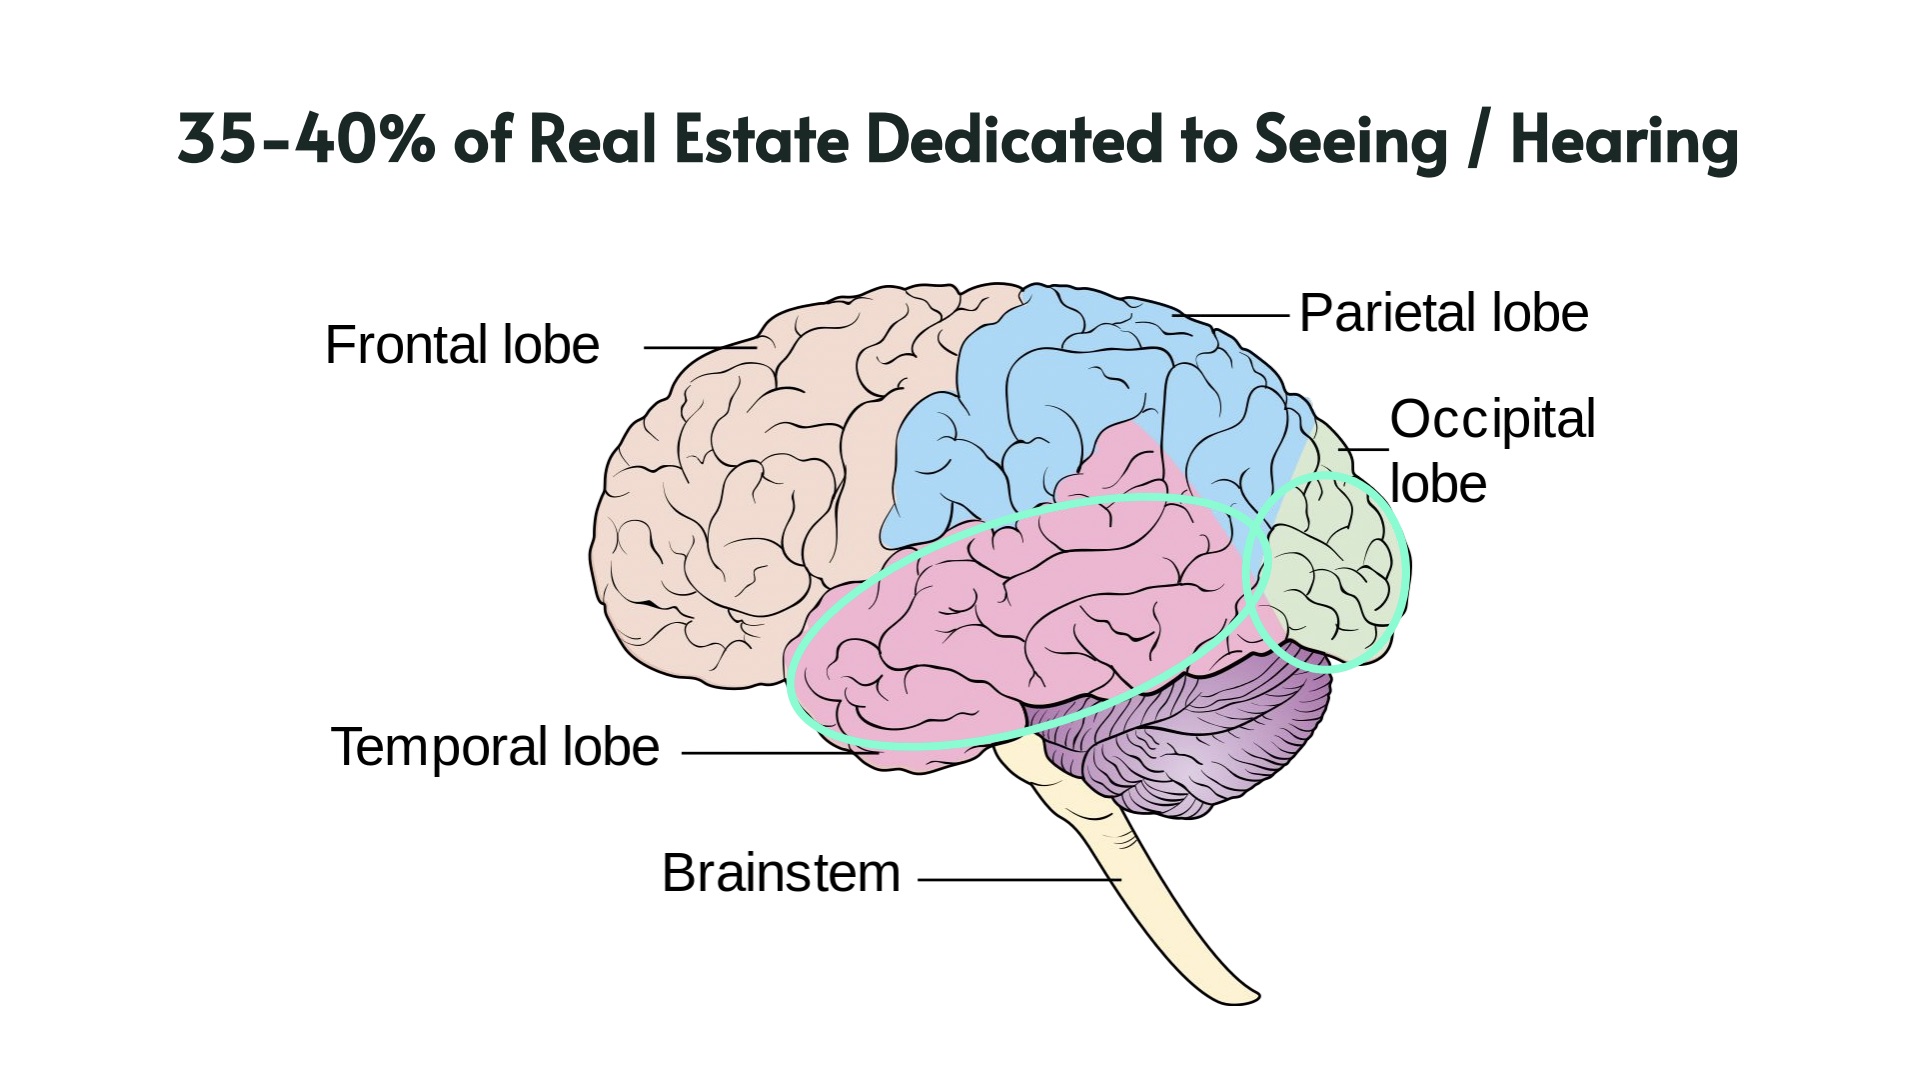 35-40% of Real Estate Dedicated to Seeing / Hearing
Frontal lobe
Parietal lobe
Occipital
lobe
Temporal lobe
Brainstem